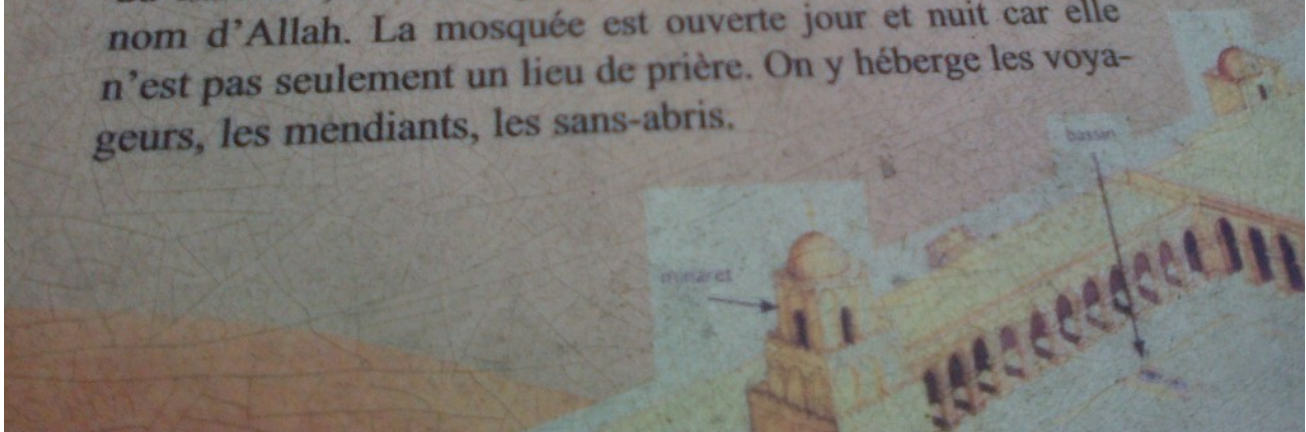 nom d'Allah. La mosquée est ouverte jour et nuit car elle
n'est pas seulement un lieu de prière. On y héberge les voya-
geurs, les mendiants, les sans-abris.
bassin
minaret